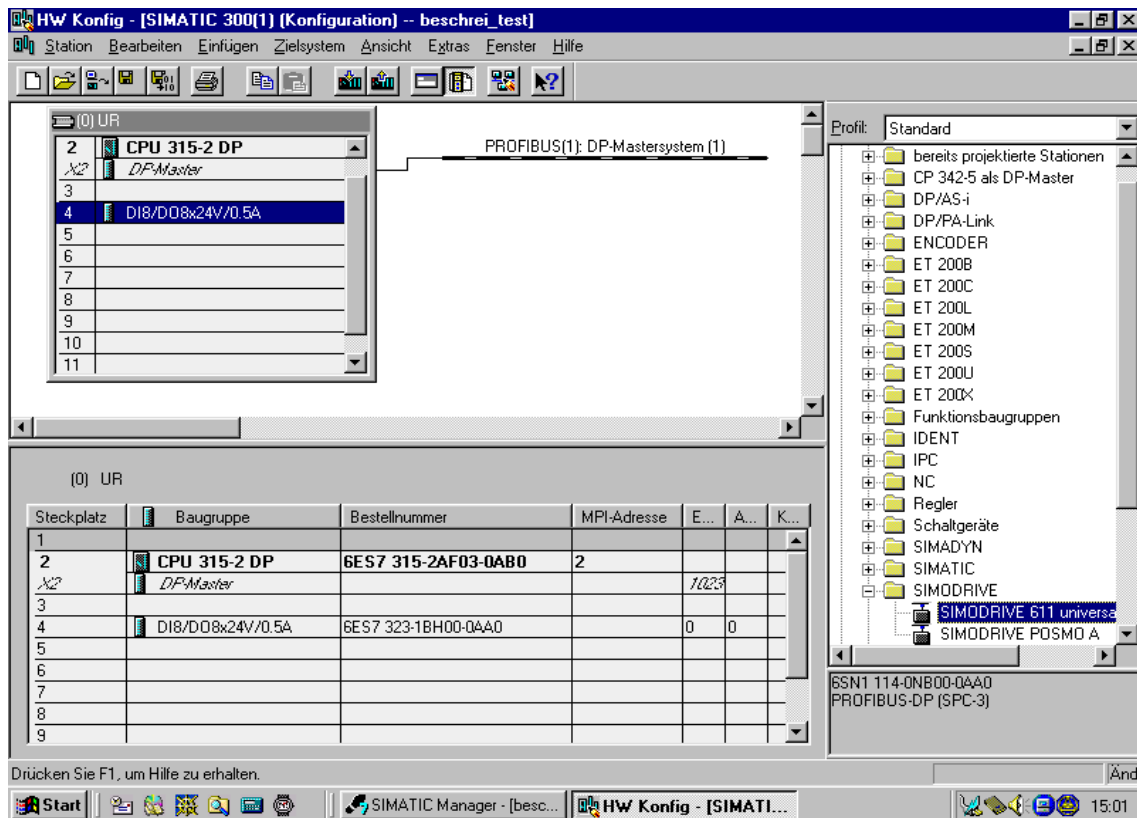 HW Konfig - [SIMATIC 300(1) (Konfiguration) -- beschrei_test]
Station Bearbeiten Einfügen Zielsystem Ansicht Extras Fenster Hilfe
(0) UR
2 CPU 315-2 DP
X2 DP-Master
3
4 DI8/DO8x24V/0.5A
5
6
7
8
9
10
11
PROFIBUS(1): DP-Mastersystem (1)
Profil: Standard
bereits projektierte Stationen
CP 342-5 als DP-Master
DP/AS-i
DP/PA-Link
ENCODER
ET 200B
ET 200C
ET 200L
ET 200M
ET 200S
ET 200U
ET 200X
Funktionsbaugruppen
IDENT
IPC
NC
Regler
Schaltgeräte
SIMADYN
SIMATIC
SIMODRIVE
SIMODRIVE 611 universa
SIMODRIVE POSMO A
6SN1 114-0NB00-0AA0
PROFIBUS-DP (SPC-3)
(0) UR
Steckplatz Baugruppe Bestellnummer MPI-Adresse E... A... K...
1
2 CPU 315-2 DP 6ES7 315-2AF03-0AB0 2
X2 DP-Master 1023
3
4 DI8/DO8x24V/0.5A 6ES7 323-1BH00-0AA0 0 0
5
6
7
8
9
Drücken Sie F1, um Hilfe zu erhalten.
Änd
Start SIMATIC Manager - [besc... HW Konfig - [SIMATI... 15:01